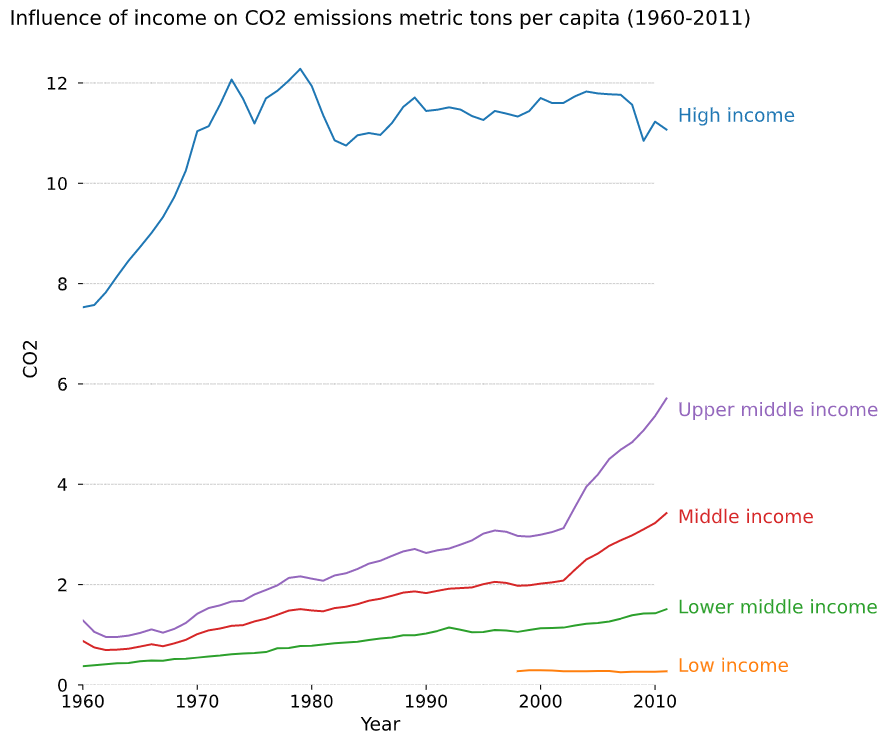 Influence of income on CO2 emissions metric tons per capita (1960-2011)
12
High income
10
8
CO2
6
Upper middle income
4
Middle income
2
Lower middle income
Low income
0
1960 1970 1980 1990 2000 2010
Year